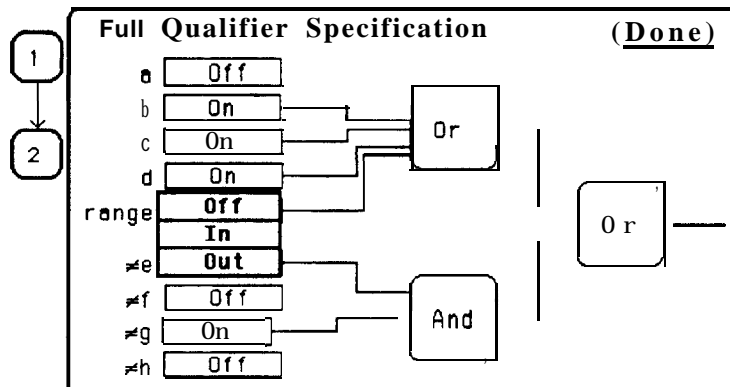 Full Qualifier Specification (Done)
1
a Off
b On
c On
2
d On
range Off
In
≠e Out
≠f Off
≠g On
≠h Off
Or
And
Or